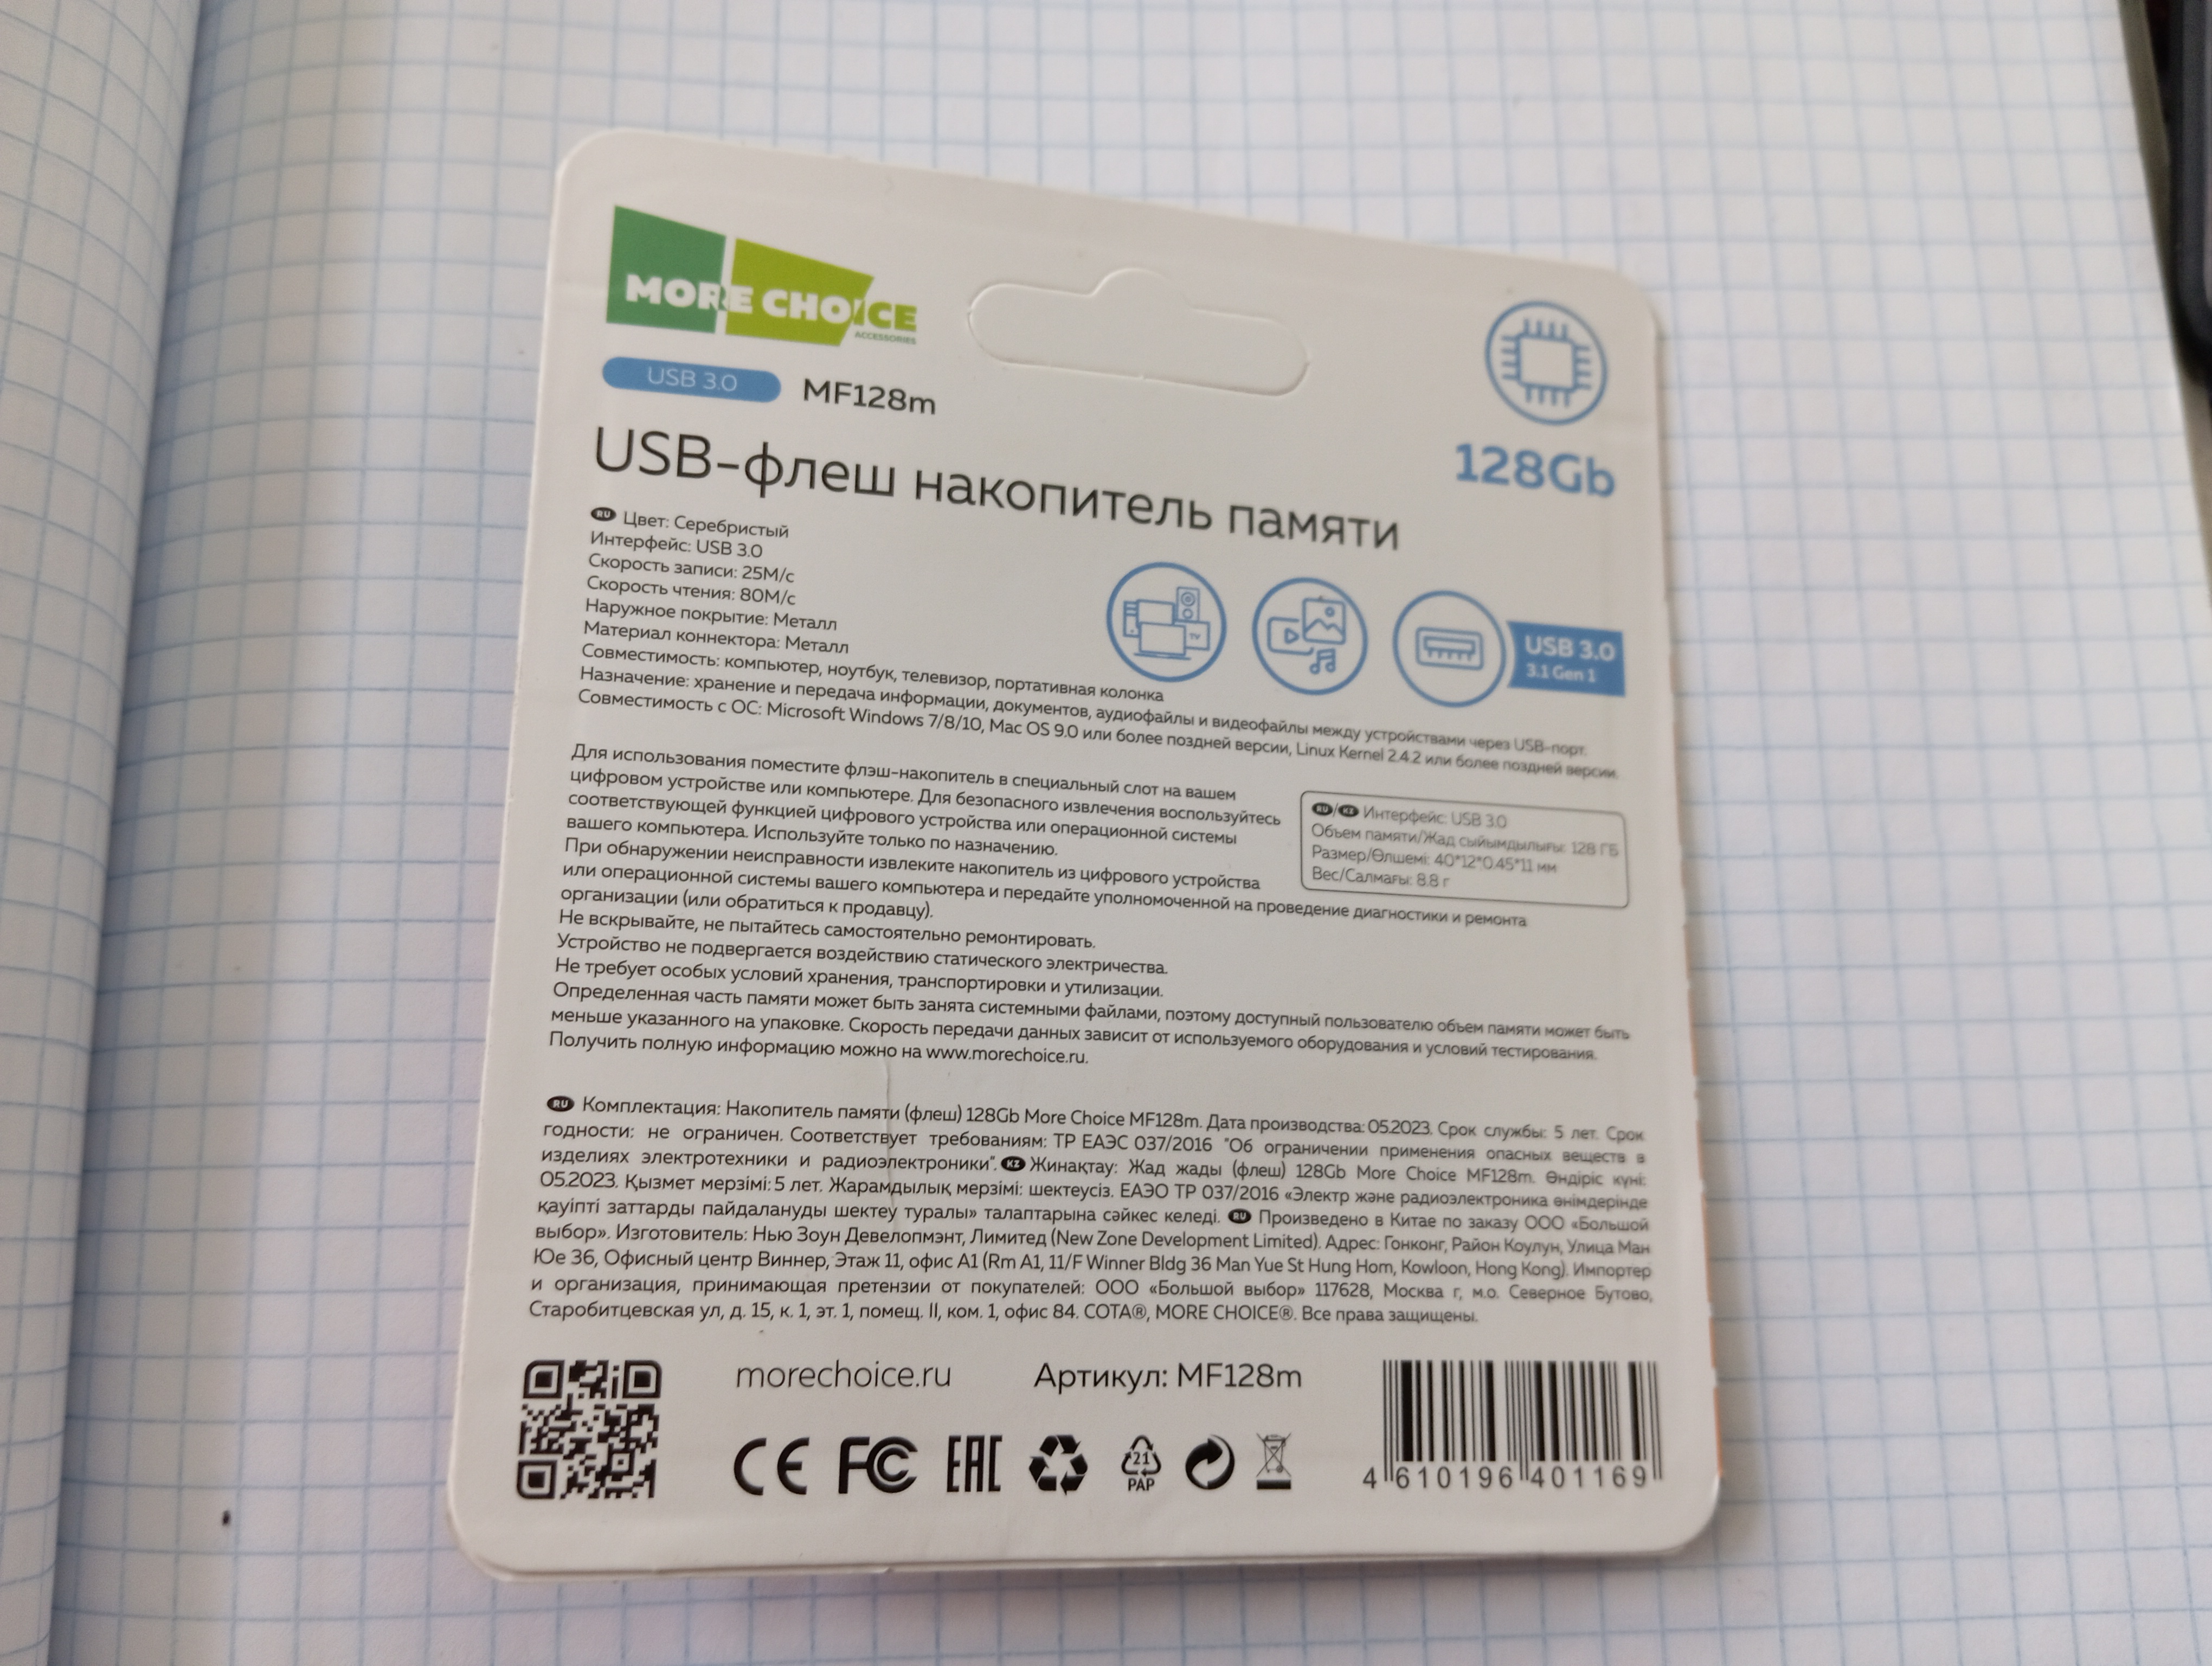 MORE CHOICE
ACCESSORIES
USB 3.0 MF128m
128Gb
USB-флеш накопитель памяти
RU Цвет: Серебристый
Интерфейс: USB 3.0
Скорость записи: 25М/с
Скорость чтения: 80М/с
Наружное покрытие: Металл
Материал коннектора: Металл
Совместимость: компьютер, ноутбук, телевизор, портативная колонка
Назначение: хранение и передача информации, документов, аудиофайлы и видеофайлы между устройствами через USB-порт.
Совместимость с ОС: Microsoft Windows 7/8/10, Mac OS 9.0 или более поздней версии, Linux Kernel 2.4.2 или более поздней версии.
TV
USB 3.0
3.1 Gen 1
Для использования поместите флэш-накопитель в специальный слот на вашем
цифровом устройстве или компьютере. Для безопасного извлечения воспользуйтесь
соответствующей функцией цифрового устройства или операционной системы
вашего компьютера. Используйте только по назначению.
При обнаружении неисправности извлеките накопитель из цифрового устройства
или операционной системы вашего компьютера и передайте уполномоченной на проведение диагностики и ремонта
организации (или обратиться к продавцу).
Не вскрывайте, не пытайтесь самостоятельно ремонтировать.
Устройство не подвергается воздействию статического электричества.
Не требует особых условий хранения, транспортировки и утилизации.
Определенная часть памяти может быть занята системными файлами, поэтому доступный пользователю объем памяти может быть
меньше указанного на упаковке. Скорость передачи данных зависит от используемого оборудования и условий тестирования.
Получить полную информацию можно на www.morechoice.ru.
RU/KZ Интерфейс: USB 3.0
Объем памяти/Жад сыйымдылығы: 128 ГБ
Размер/Өлшемі: 40*12*0.45*11 мм
Вес/Салмағы: 8.8 г
RU Комплектация: Накопитель памяти (флеш) 128Gb More Choice MF128m. Дата производства: 05.2023. Срок службы: 5 лет. Срок
годности: не ограничен. Соответствует требованиям: ТР ЕАЭС 037/2016 "Об ограничении применения опасных веществ в
изделиях электротехники и радиоэлектроники". KZ Жинақтау: Жад жады (флеш) 128Gb More Choice MF128m. Өндіріс күні:
05.2023. Қызмет мерзімі: 5 лет. Жарамдылық мерзімі: шектеусіз. ЕАЭО ТР 037/2016 «Электр және радиоэлектроника өнімдерінде
қауіпті заттарды пайдалануды шектеу туралы» талаптарына сәйкес келеді. RU Произведено в Китае по заказу ООО «Большой
выбор». Изготовитель: Нью Зоун Девелопмэнт, Лимитед (New Zone Development Limited). Адрес: Гонконг, Район Коулун, Улица Ман
Юе 36, Офисный центр Виннер, Этаж 11, офис А1 (Rm A1, 11/F Winner Bldg 36 Man Yue St Hung Hom, Kowloon, Hong Kong). Импортер
и организация, принимающая претензии от покупателей: ООО «Большой выбор» 117628, Москва г, м.о. Северное Бутово,
Старобитцевская ул, д. 15, к. 1, эт. 1, помещ. II, ком. 1, офис 84. COTA®, MORE CHOICE®. Все права защищены.
morechoice.ru Артикул: MF128m
CE FC EAC 21 PAP
4 610196 401169